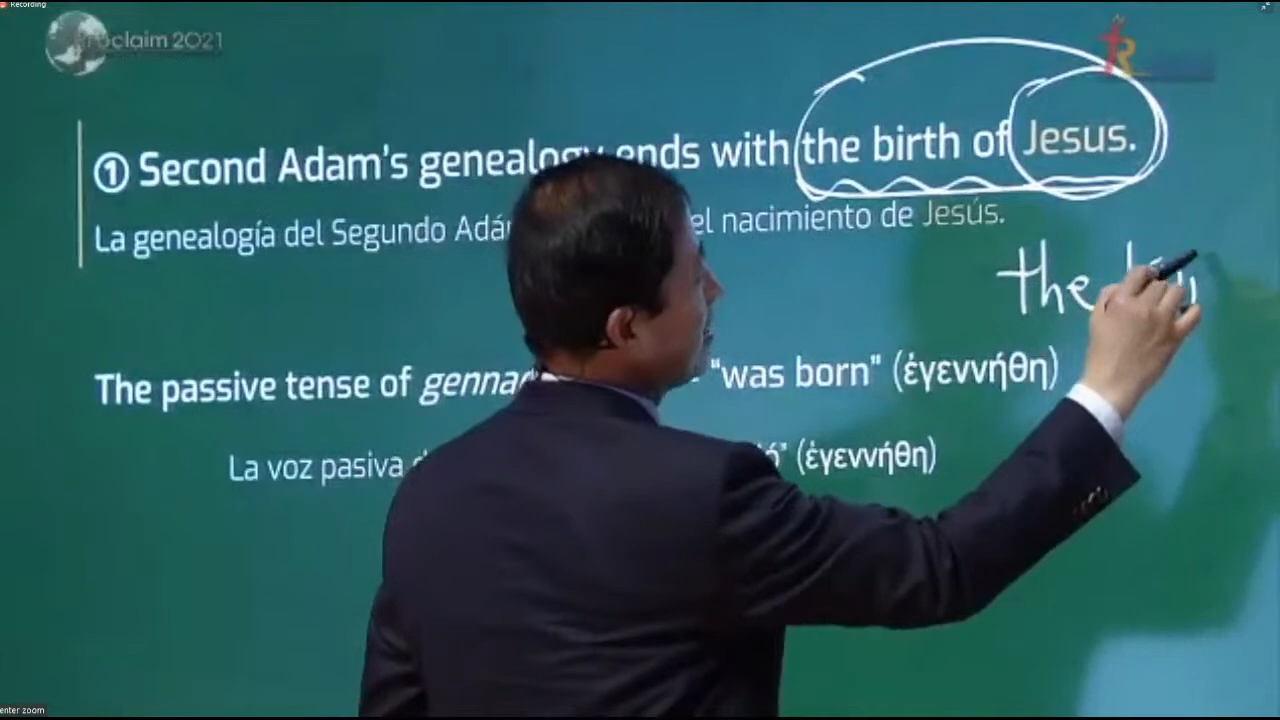 Recording
Proclaim 2021
① Second Adam's genealogy ends with the birth of Jesus.
La genealogía del Segundo Adán el nacimiento de Jesús.
the
The passive tense of "was born" (ἐγεννήθη)
La voz pasiva (ἐγεννήθη)
enter zoom